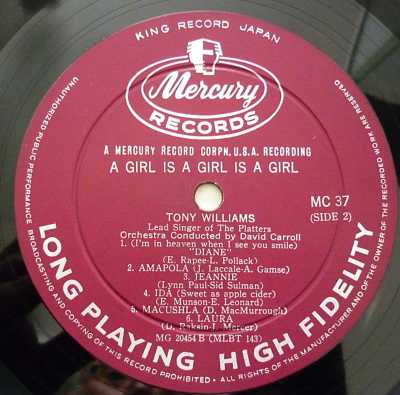 KING RECORD JAPAN
Mercury
RECORDS
A MERCURY RECORD CORPN, U.S.A. RECORDING
A GIRL IS A GIRL IS A GIRL
MC 37
(SIDE 2)
TONY WILLIAMS
Lead Singer of The Platters
Orchestra Conducted by David Carroll
1. (I'm in heaven when I see you smile)
"DIANE"
(E. Rapee-L. Pollack)
2. AMAPOLA (J. Laccale-A. Gamse)
3. JEANNIE
(Lynn Paul-Sid Sulman)
4. IDA (Sweet as apple cider)
(E. Munson-E. Leonard)
5. MACUSHLA (D. MacMurrough)
6. LAURA
(D. Raksin-J. Mercer)
MG 20454 B (MLBT 143)
LONG PLAYING HIGH FIDELITY
UNAUTHORIZED PUBLIC PERFORMANCE, BROADCASTING AND COPYING OF THIS RECORD PROHIBITED • ALL RIGHTS OF THE MANUFACTURER AND OF THE OWNER OF THE RECORDED WORK ARE RESERVED.